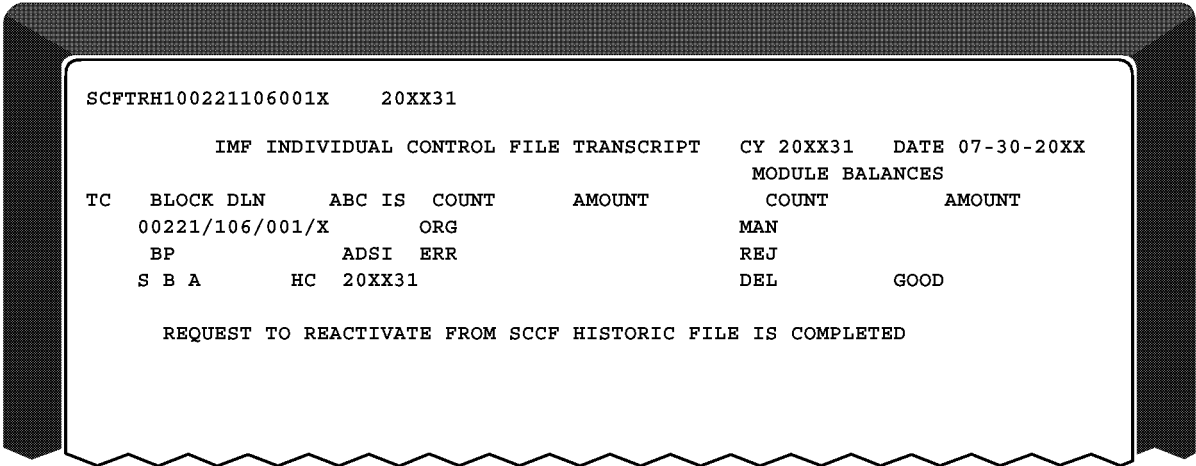 SCFTRH100221106001X 20XX31
IMF INDIVIDUAL CONTROL FILE TRANSCRIPT CY 20XX31 DATE 07-30-20XX
MODULE BALANCES
TC BLOCK DLN ABC IS COUNT AMOUNT COUNT AMOUNT
00221/106/001/X ORG MAN
BP ADSI ERR REJ
S B A HC 20XX31 DEL GOOD
REQUEST TO REACTIVATE FROM SCCF HISTORIC FILE IS COMPLETED